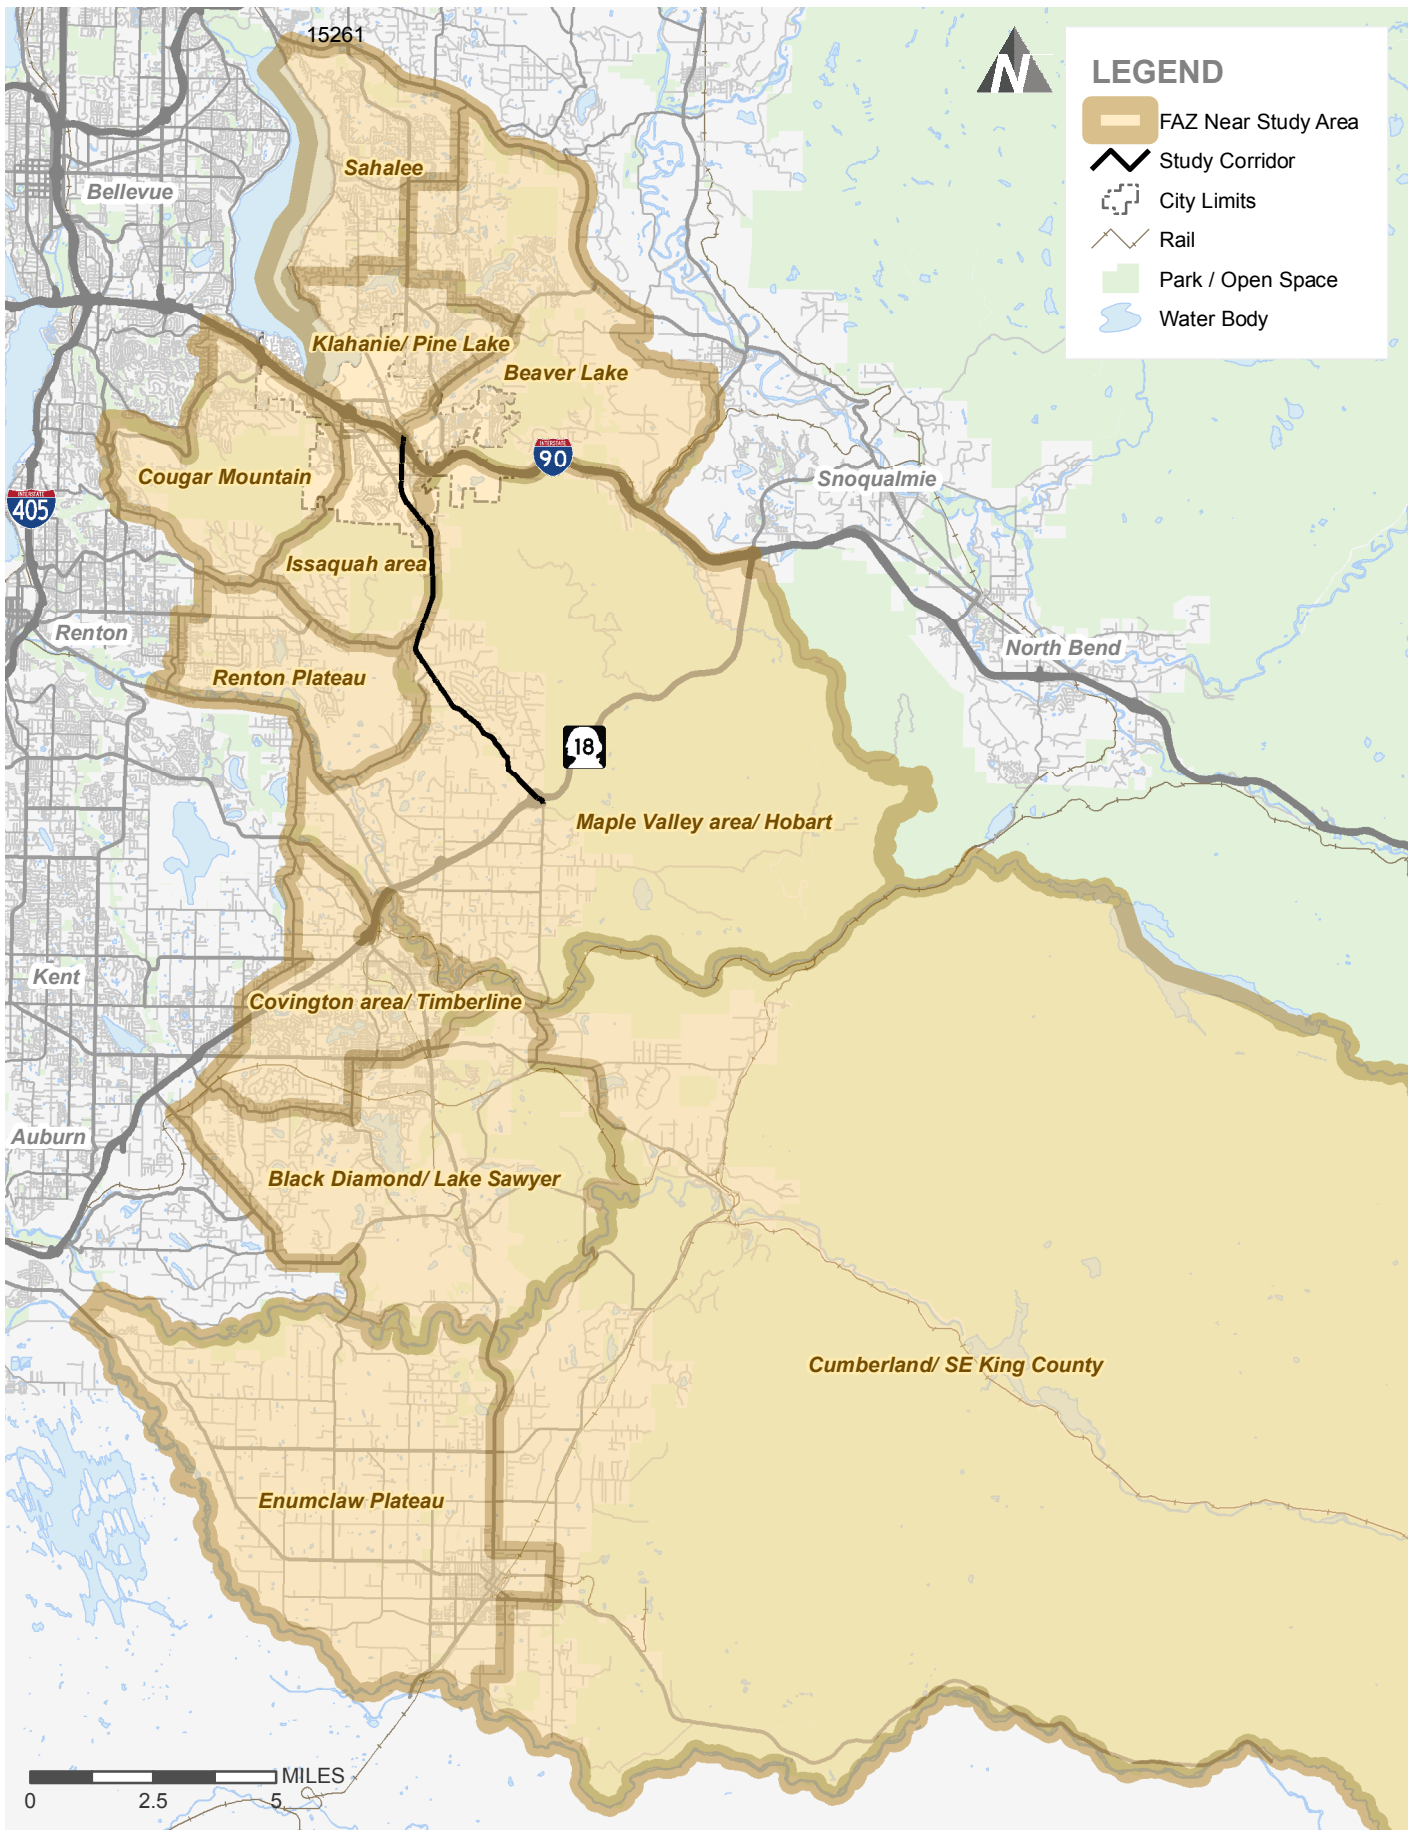 15261
N
LEGEND
FAZ Near Study Area
Study Corridor
City Limits
Rail
Park / Open Space
Water Body
Sahalee
Bellevue
Klahanie/ Pine Lake
Beaver Lake
INTERSTATE
90
Cougar Mountain
Snoqualmie
INTERSTATE
405
Issaquah area
Renton
North Bend
Renton Plateau
18
Maple Valley area/ Hobart
Kent
Covington area/ Timberline
Auburn
Black Diamond/ Lake Sawyer
Cumberland/ SE King County
Enumclaw Plateau
MILES
0 2.5 5